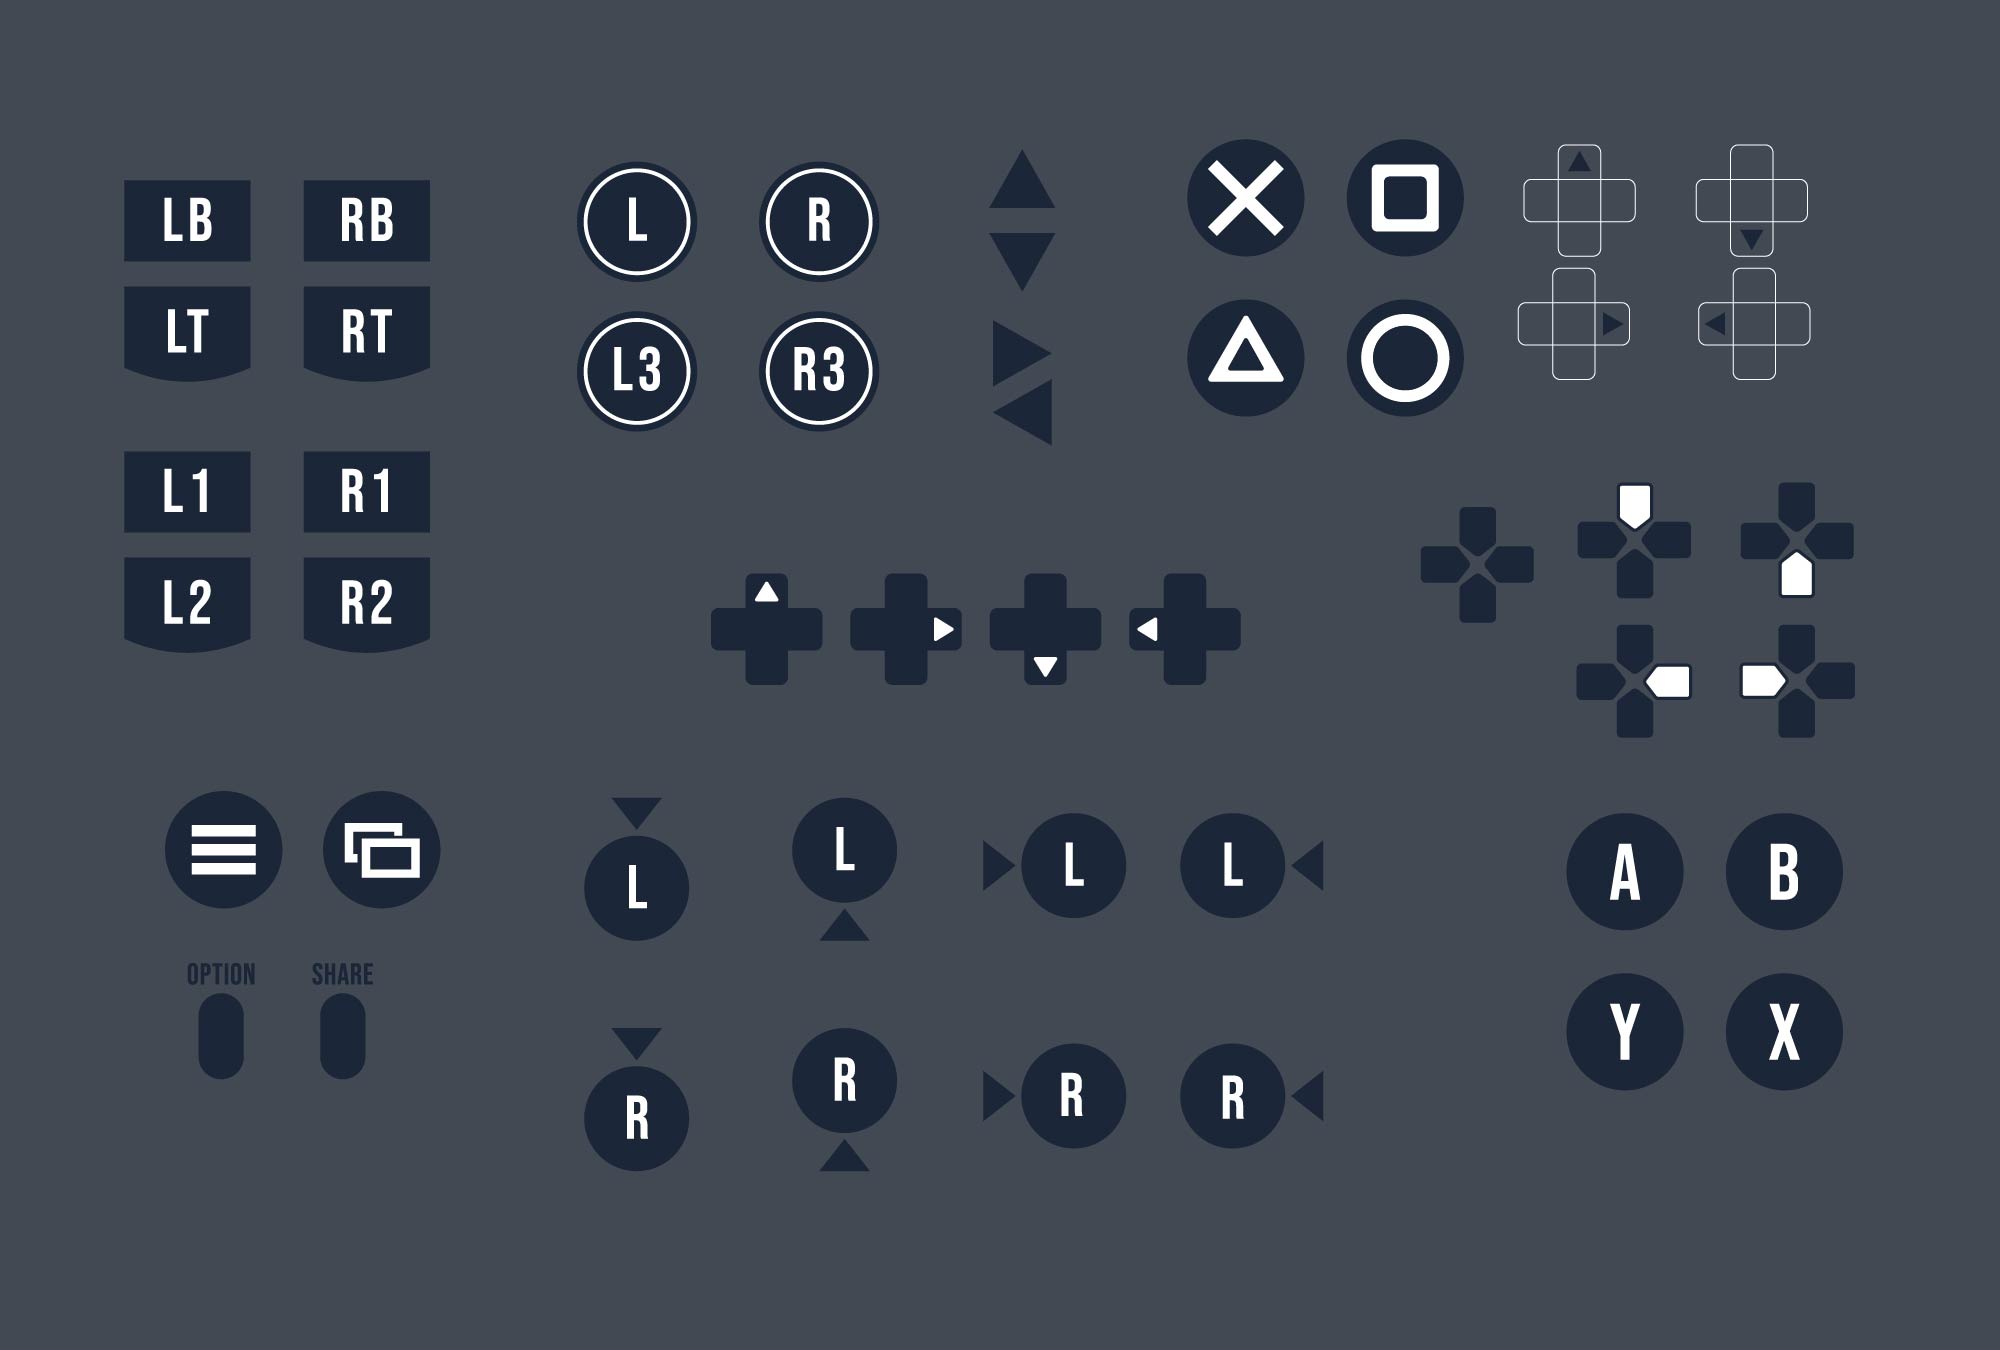 LB RB
LT RT
L1 R1
L2 R2
L R
L3 R3
OPTION SHARE
L L L L
R R R R
A B
Y X